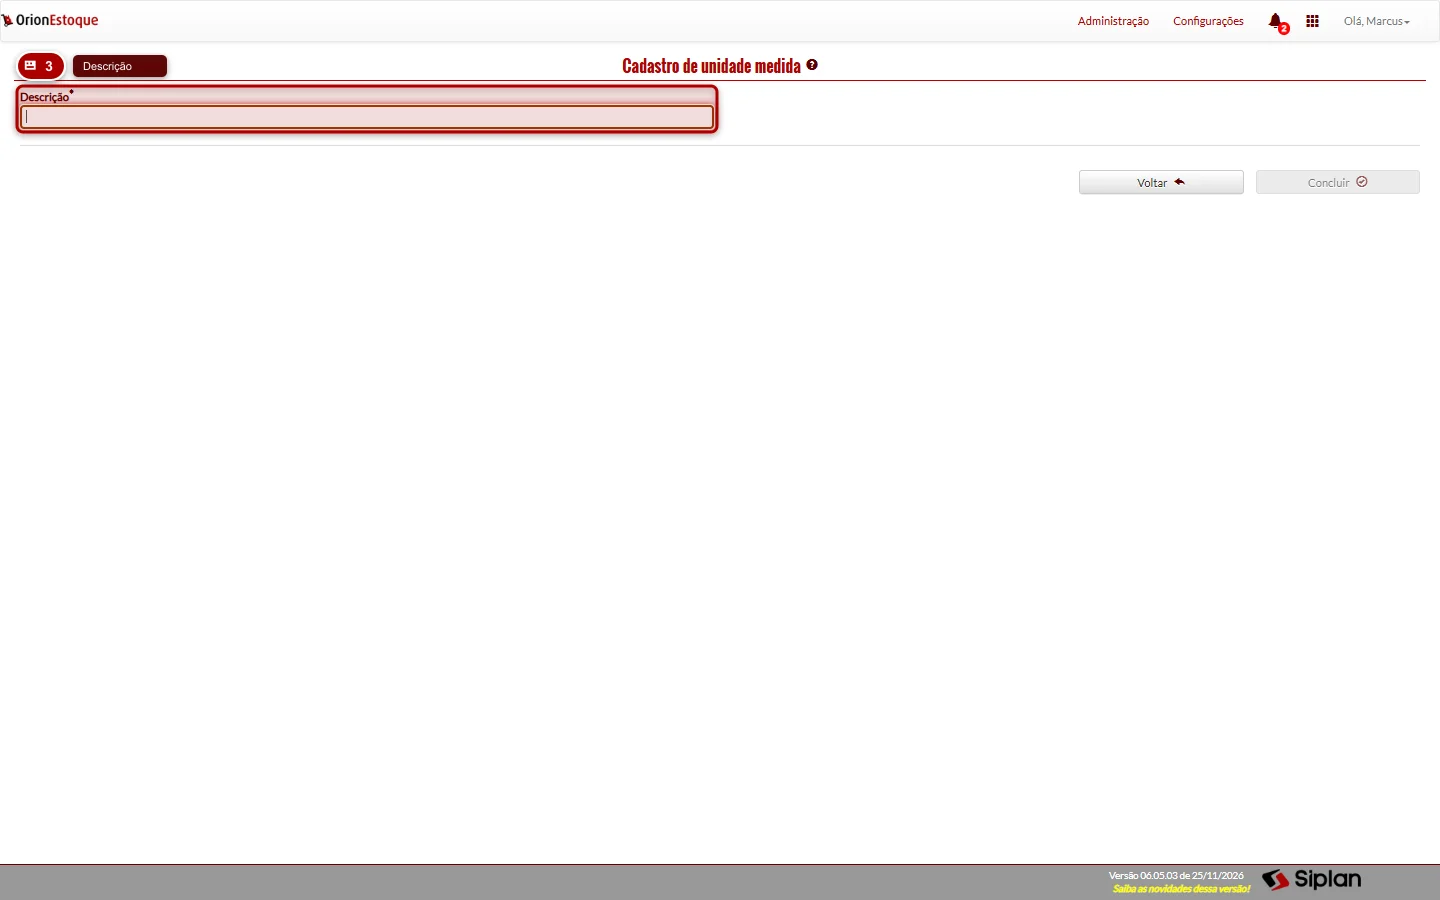 OrionEstoque
Administração
Configurações
2
Olá, Marcus
3
Descrição
Cadastro de unidade medida
Descrição*
Voltar
Concluir
Versão 06.05.03 de 25/11/2026
Saiba as novidades dessa versão!
Siplan